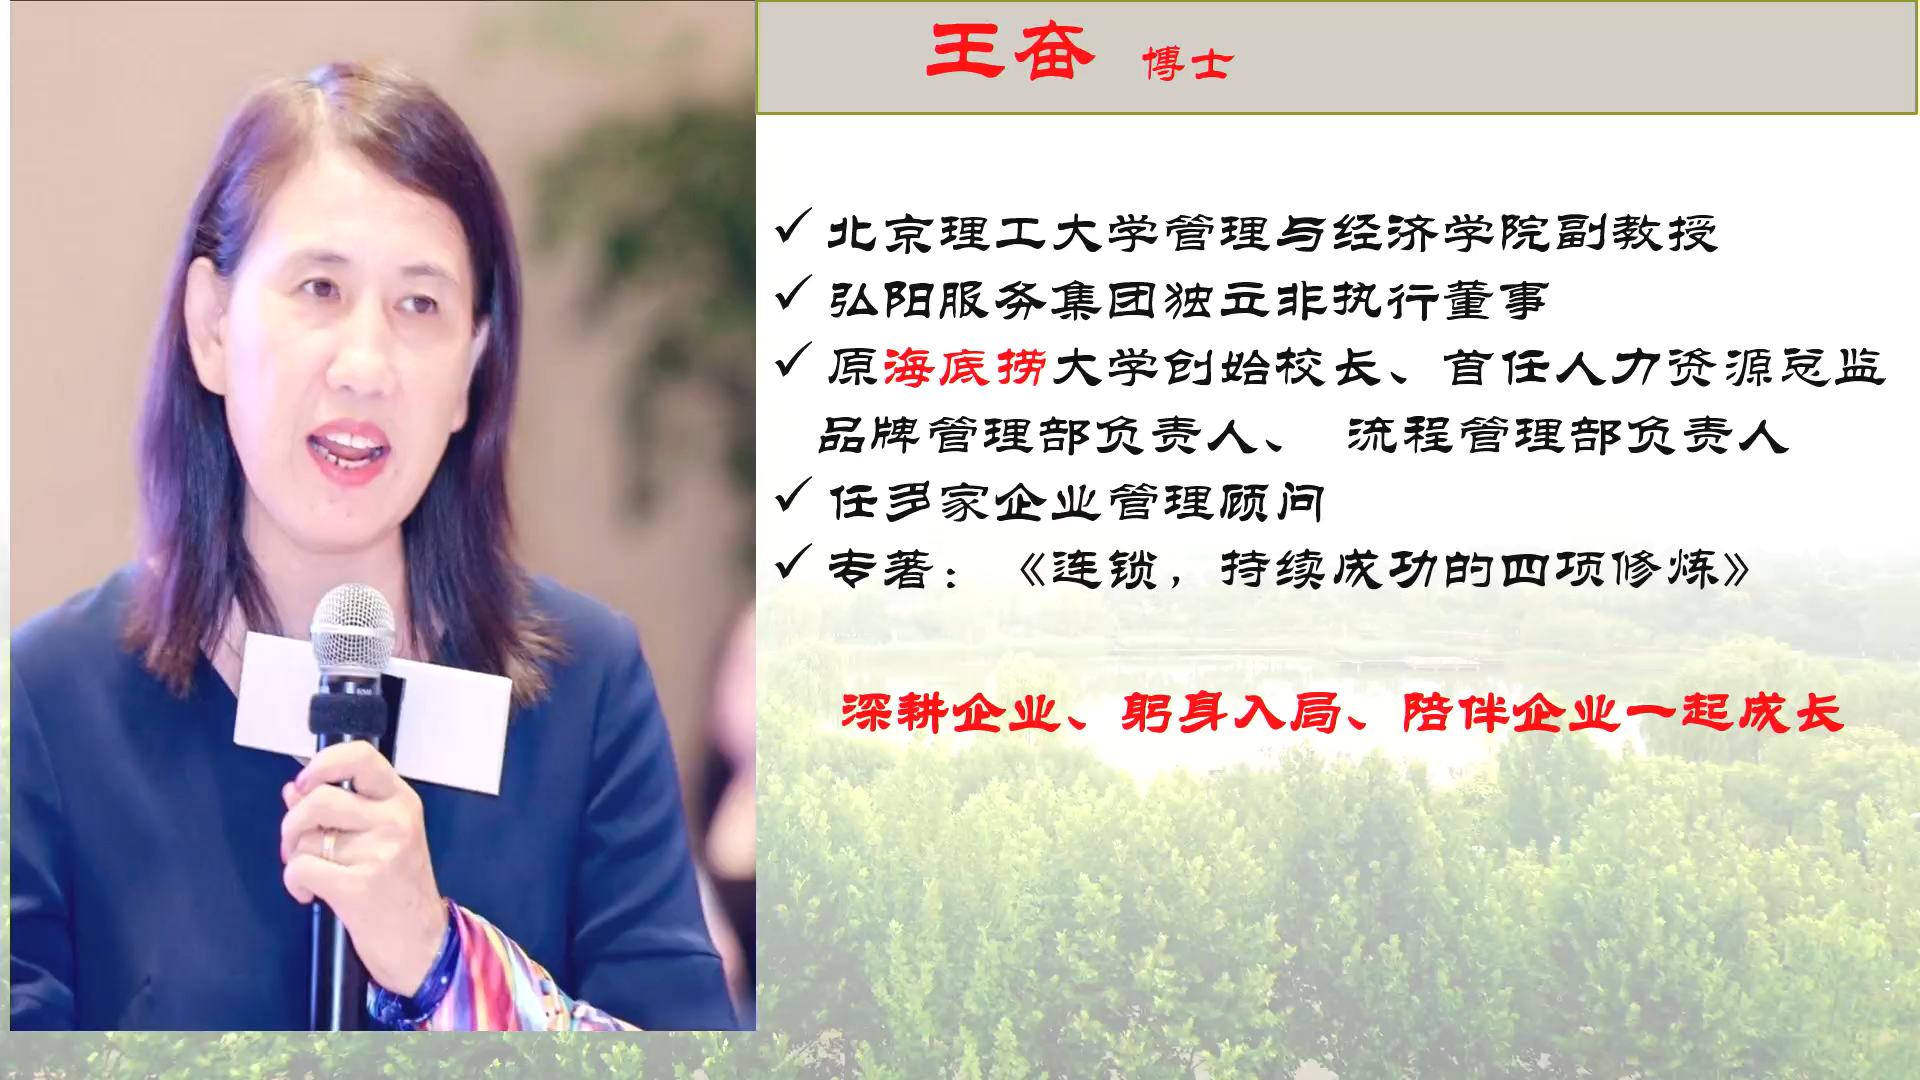 王奋 博士
北京理工大学管理与经济学院副教授
弘阳服务集团独立非执行董事
原海底捞大学创始校长、首任人力资源总监
品牌管理部负责人、 流程管理部负责人
任多家企业管理顾问
专著：《连锁，持续成功的四项修炼》
深耕企业、躬身入局、陪伴企业一起成长